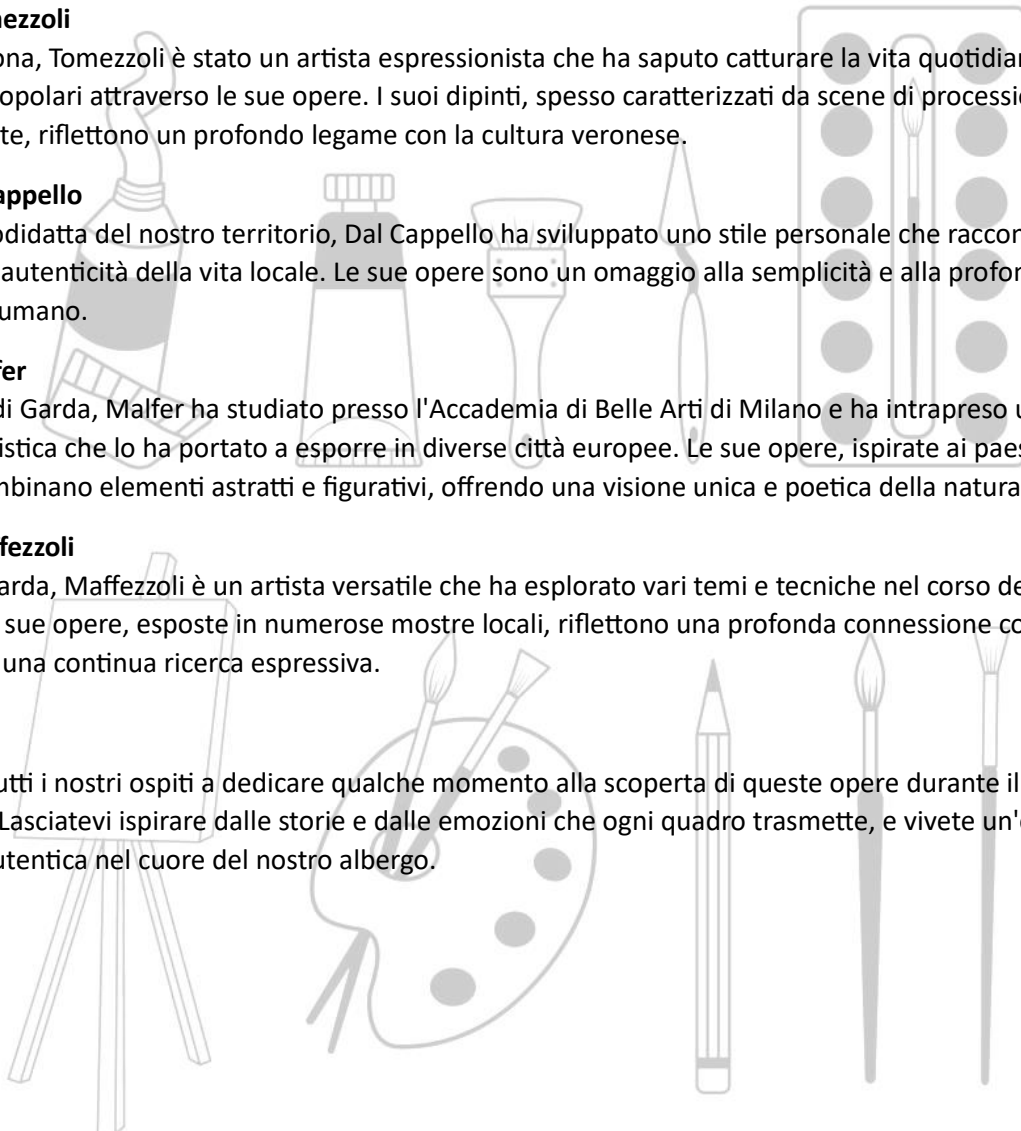 nezzoli
ona, Tomezzoli è stato un artista espressionista che ha saputo catturare la vita quotidian
opolari attraverso le sue opere. I suoi dipinti, spesso caratterizzati da scene di processio
te, riflettono un profondo legame con la cultura veronese.
appello
odidatta del nostro territorio, Dal Cappello ha sviluppato uno stile personale che raccon
autenticità della vita locale. Le sue opere sono un omaggio alla semplicità e alla profon
umano.
fer
di Garda, Malfer ha studiato presso l'Accademia di Belle Arti di Milano e ha intrapreso u
istica che lo ha portato a esporre in diverse città europee. Le sue opere, ispirate ai paes
mbinano elementi astratti e figurativi, offrendo una visione unica e poetica della natura
fezzoli
arda, Maffezzoli è un artista versatile che ha esplorato vari temi e tecniche nel corso de
sue opere, esposte in numerose mostre locali, riflettono una profonda connessione co
una continua ricerca espressiva.
utti i nostri ospiti a dedicare qualche momento alla scoperta di queste opere durante il
Lasciatevi ispirare dalle storie e dalle emozioni che ogni quadro trasmette, e vivete un'e
utentica nel cuore del nostro albergo.